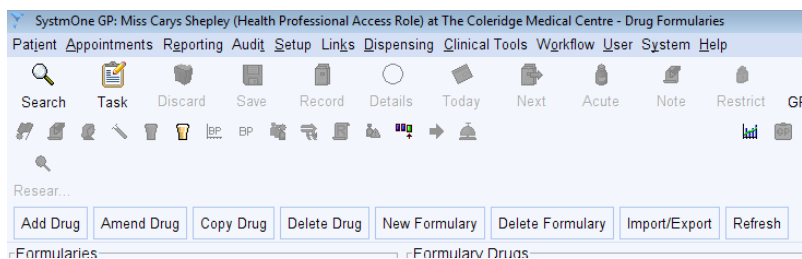 SystmOne GP: Miss Carys Shepley (Health Professional Access Role) at The Coleridge Medical Centre - Drug Formularies
Patient Appointments Reporting Audit Setup Links Dispensing Clinical Tools Workflow User System Help
Search Task Discard Save Record Details Today Next Acute Note Restrict GP
BP BP GP
Resear...
Add Drug Amend Drug Copy Drug Delete Drug New Formulary Delete Formulary Import/Export Refresh
Formularies Formulary Drugs